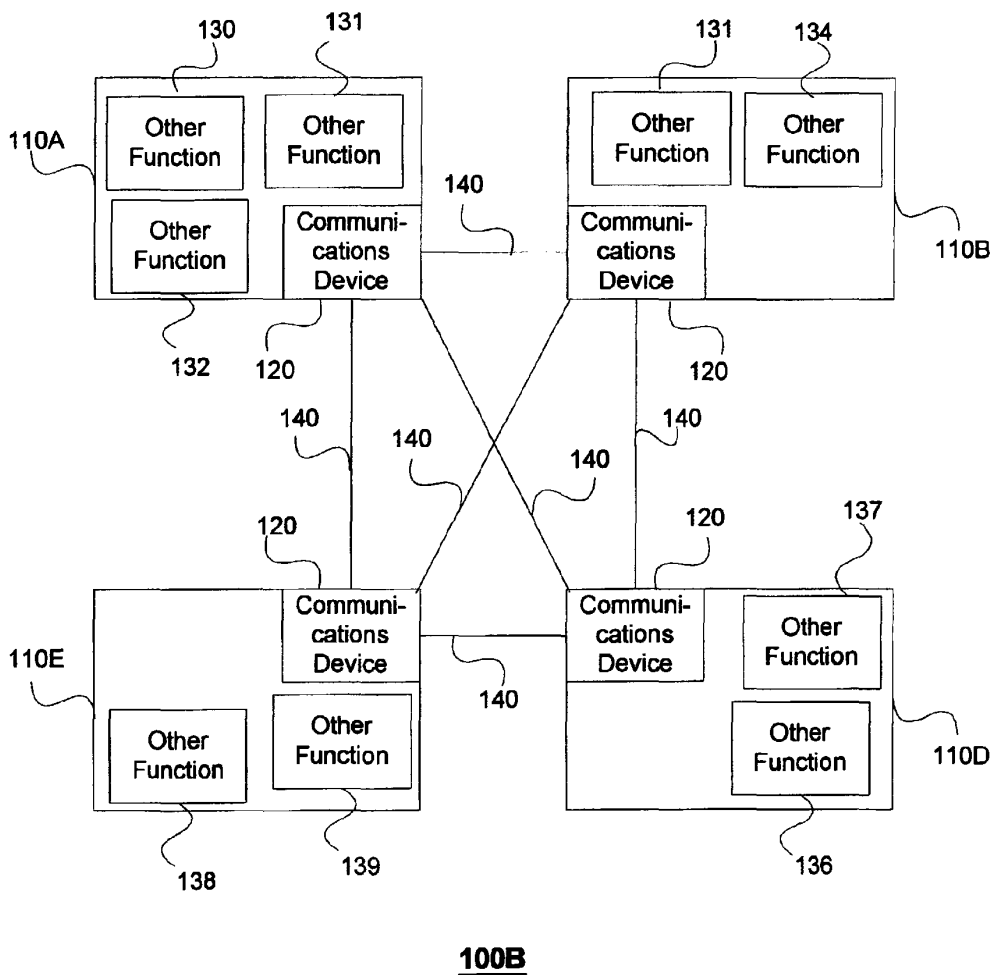 130
131
131
134
Other
Function
Other
Function
Other
Function
Other
Function
110A
140
110B
Other
Function
Communi-
cations
Device
Communi-
cations
Device
132
120
120
140
140
140
140
120
120
137
Communi-
cations
Device
Communi-
cations
Device
Other
Function
110E
140
110D
Other
Function
Other
Function
Other
Function
138
139
136
100B